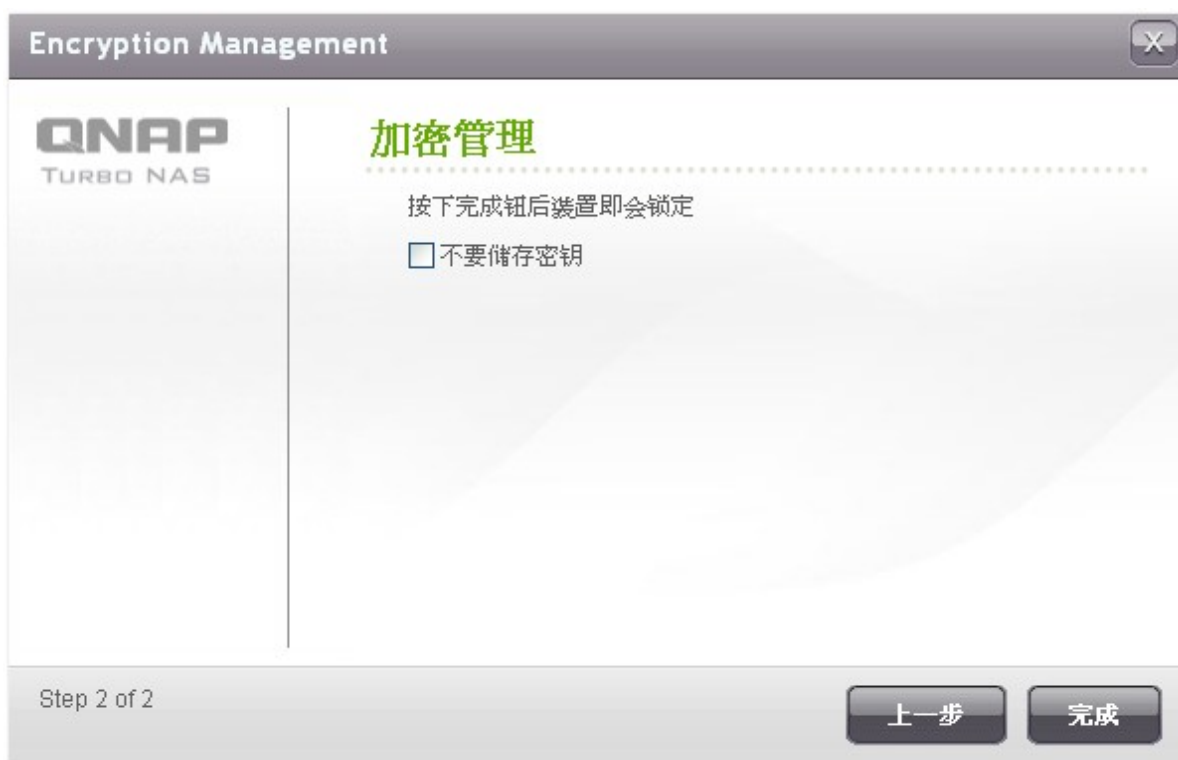 Encryption Management
X
QNAP
TURBO NAS
加密管理
按下完成钮后装置即会锁定
不要储存密钥
Step 2 of 2
上一步
完成